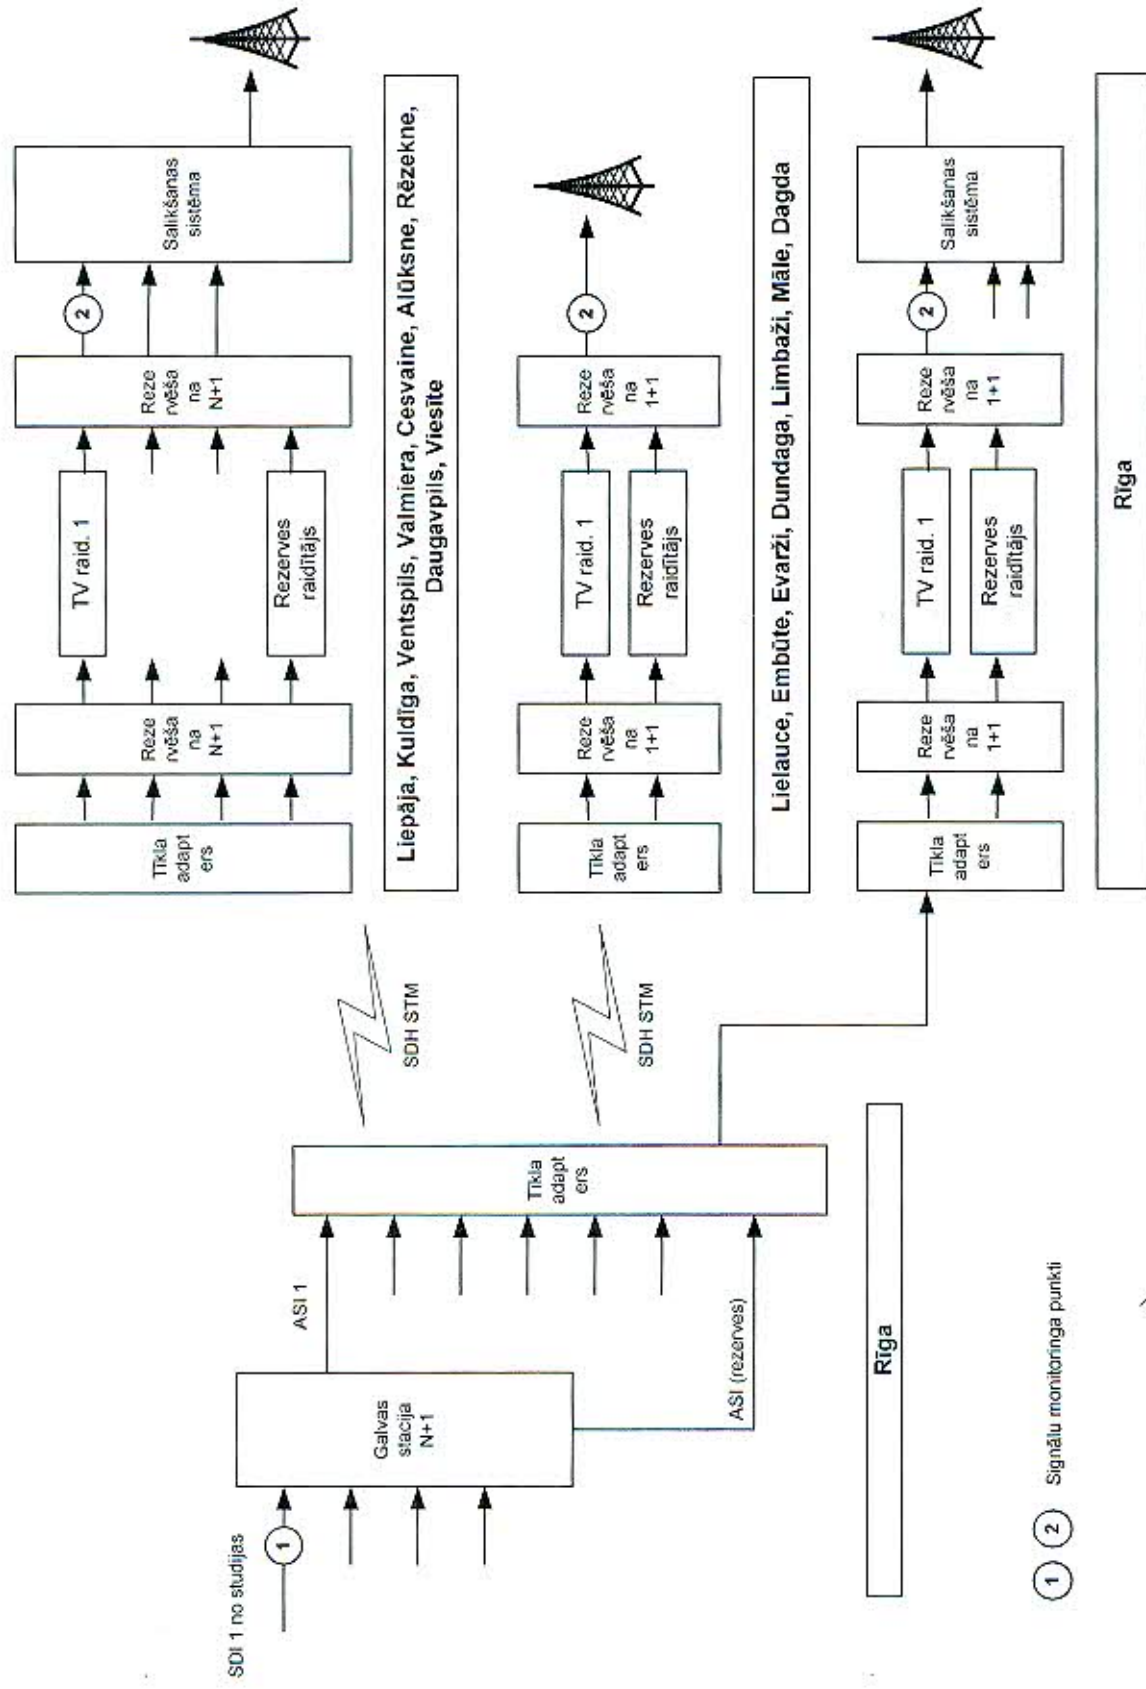 SDI 1 no studijas
1
Galvas
stacija
N+1
ASI 1
ASI (rezerves)
Tīkla
adapt
ers
Rīga
SDH STM
SDH STM
Tīkla
adapt
ers
Reze
rvēša
na
N+1
TV raid. 1
Rezerves
raidītājs
Reze
rvēša
na
N+1
2
Salikšanas
sistēma
Liepāja, Kuldīga, Ventspils, Valmiera, Cesvaine, Alūksne, Rēzekne,
Daugavpils, Viesīte
Tīkla
adapt
ers
Reze
rvēša
na
1+1
TV raid. 1
Rezerves
raidītājs
Reze
rvēša
na
1+1
2
Lielauce, Embūte, Evarži, Dundaga, Limbaži, Māle, Dagda
Tīkla
adapt
ers
Reze
rvēša
na
1+1
TV raid. 1
Rezerves
raidītājs
Reze
rvēša
na
1+1
2
Salikšanas
sistēma
Rīga
1 2 Signālu monitoringa punkti